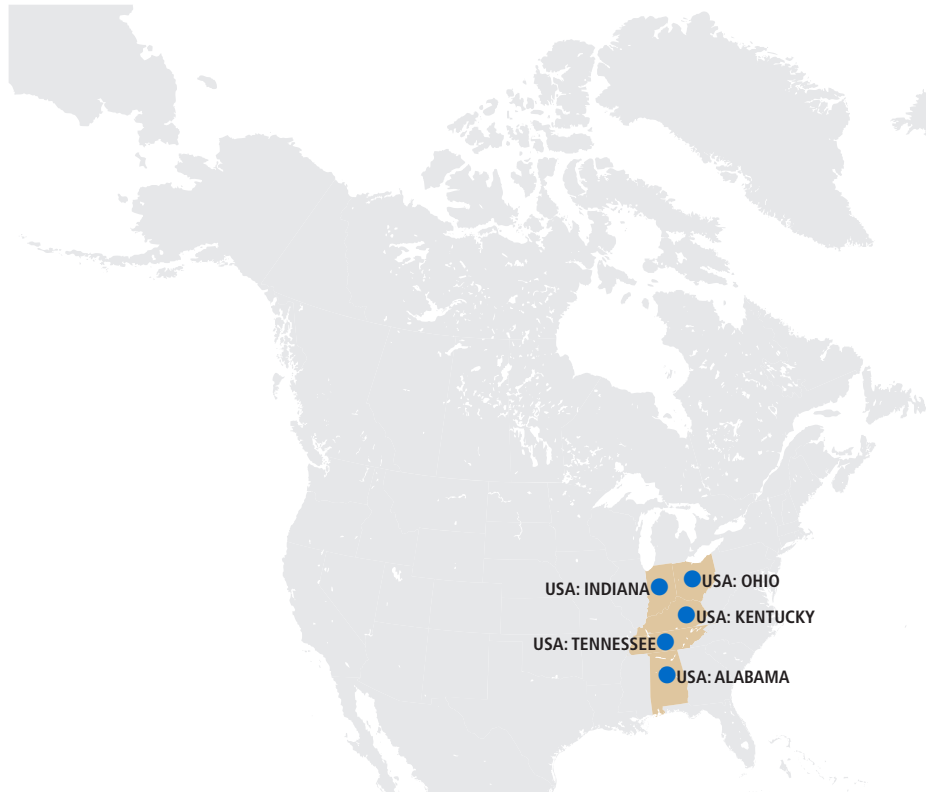 USA: OHIO
USA: INDIANA
USA: KENTUCKY
USA: TENNESSEE
USA: ALABAMA